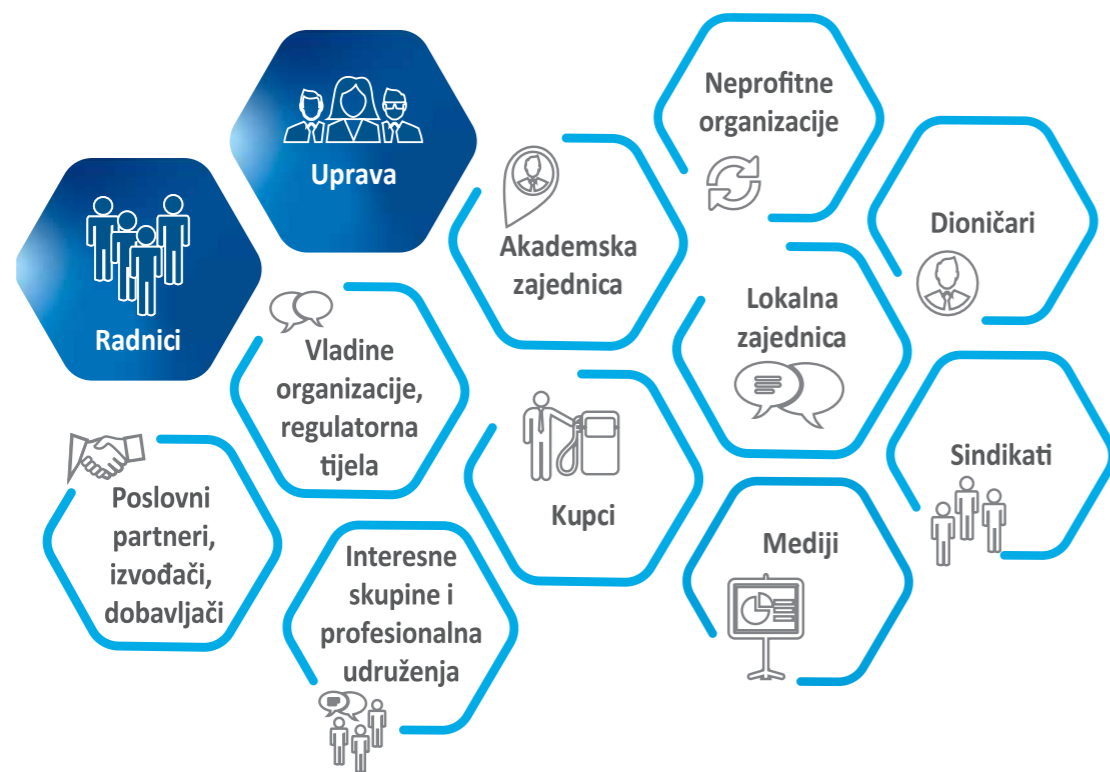 Neprofitne
organizacije
Uprava
Dioničari
Akademska
zajednica
Lokalna
zajednica
Radnici
Vladine
organizacije,
regulatorna
tijela
Sindikati
Poslovni
partneri,
izvođači,
dobavljači
Kupci
Mediji
Interesne
skupine i
profesionalna
udruženja